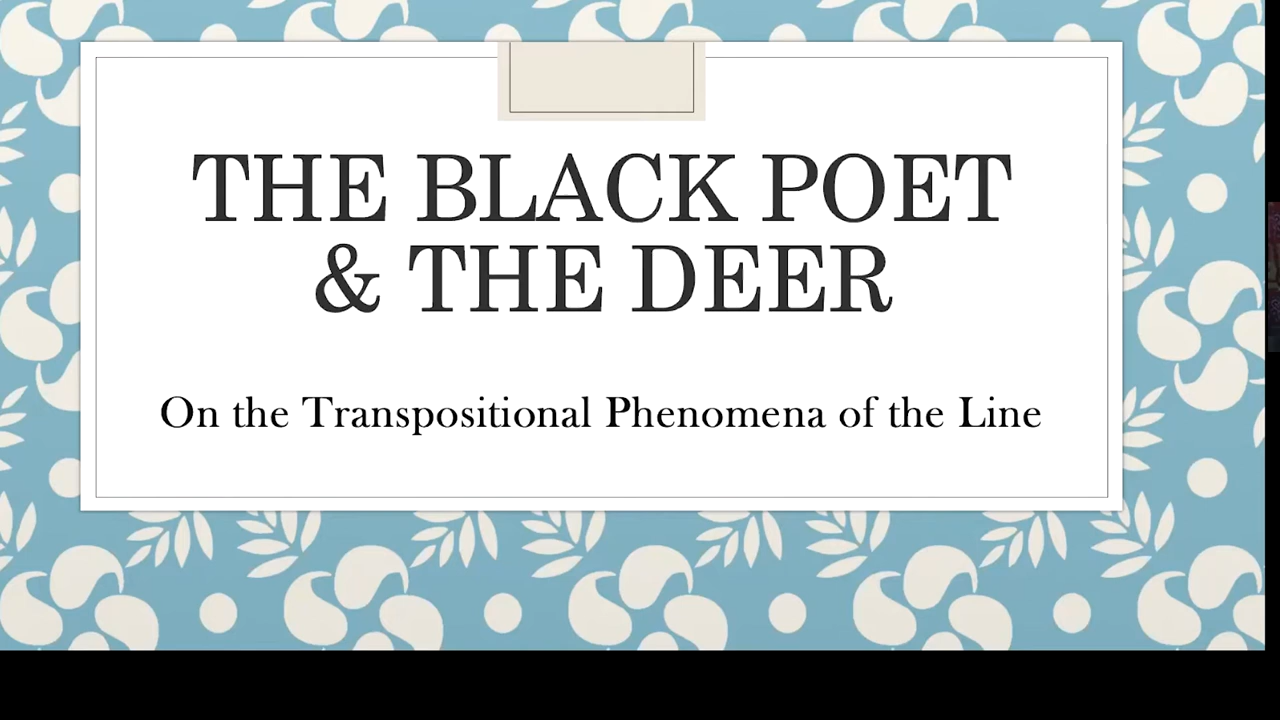 THE BLACK POET
& THE DEER
On the Transpositional Phenomena of the Line